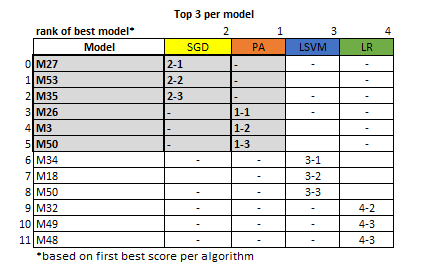 Top 3 per model
rank of best model* 2 1 3 4
Model SGD PA LSVM LR
0 M27 2-1 - - -
1 M53 2-2 - -
2 M35 2-3 - - -
3 M26 - 1-1 - -
4 M3 - 1-2 -
5 M50 - 1-3 -
6 M34 - - 3-1
7 M18 - - 3-2
8 M50 - - 3-3
9 M32 - - 4-2
10 M49 - - 4-3
11 M48 - - 4-3
*based on first best score per algorithm